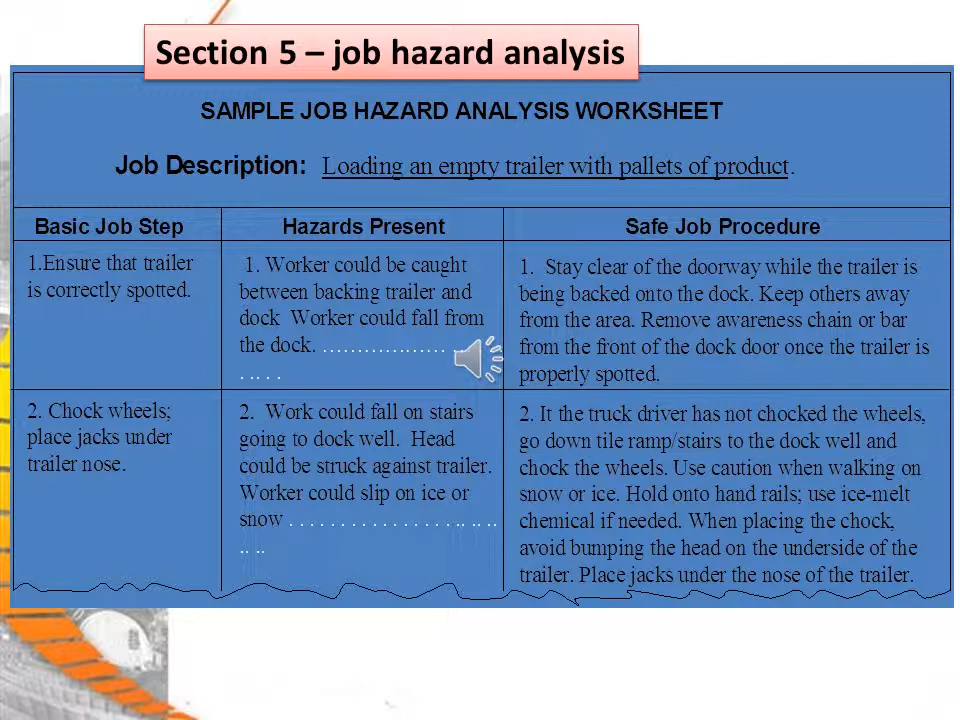 Section 5 – job hazard analysis
SAMPLE JOB HAZARD ANALYSIS WORKSHEET
Job Description: Loading an empty trailer with pallets of product.
Basic Job Step
Hazards Present
Safe Job Procedure
1.Ensure that trailer
is correctly spotted.
1. Worker could be caught
between backing trailer and
dock Worker could fall from
the dock. ……………… . . . .
. .. . .
1. Stay clear of the doorway while the trailer is
being backed onto the dock. Keep others away
from the area. Remove awareness chain or bar
from the front of the dock door once the trailer is
properly spotted.
2. Chock wheels;
place jacks under
trailer nose.
2. Work could fall on stairs
going to dock well. Head
could be struck against trailer.
Worker could slip on ice or
snow . . . . . . . . . . . . . . . . .. .. ..
.. ..
2. It the truck driver has not chocked the wheels,
go down tile ramp/stairs to the dock well and
chock the wheels. Use caution when walking on
snow or ice. Hold onto hand rails; use ice-melt
chemical if needed. When placing the chock,
avoid bumping the head on the underside of the
trailer. Place jacks under the nose of the trailer.